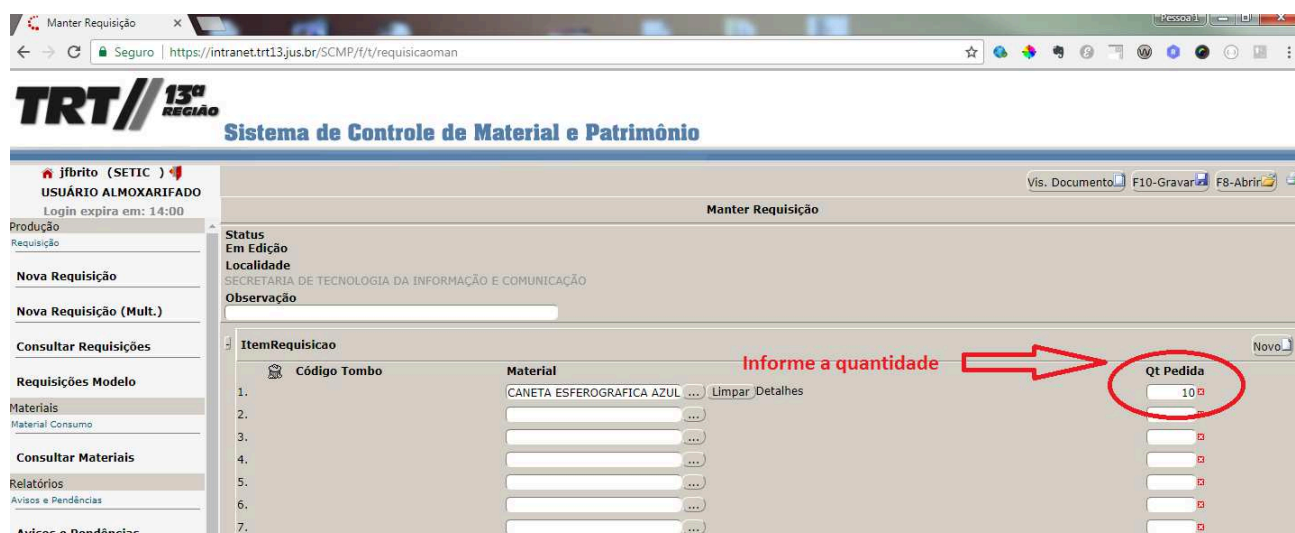 Manter Requisição
Pessoa 1
Seguro | https://intranet.trt13.jus.br/SCMP/f/t/requisicaoman
TRT// 13ª REGIÃO
Sistema de Controle de Material e Patrimônio
jfbrito (SETIC )
USUÁRIO ALMOXARIFADO
Login expira em: 14:00
Vis. Documento F10-Gravar F8-Abrir
Manter Requisição
Produção
Requisição
Nova Requisição
Nova Requisição (Mult.)
Consultar Requisições
Requisições Modelo
Materiais
Material Consumo
Consultar Materiais
Relatórios
Avisos e Pendências
Avisos e Pendências
Status
Em Edição
Localidade
SECRETARIA DE TECNOLOGIA DA INFORMAÇÃO E COMUNICAÇÃO
Observação
ItemRequisicao
Novo
Informe a quantidade
Código Tombo Material Qt Pedida
1. CANETA ESFEROGRAFICA AZUL ... Limpar Detalhes 10
2. ...
3. ...
4. ...
5. ...
6. ...
7. ...